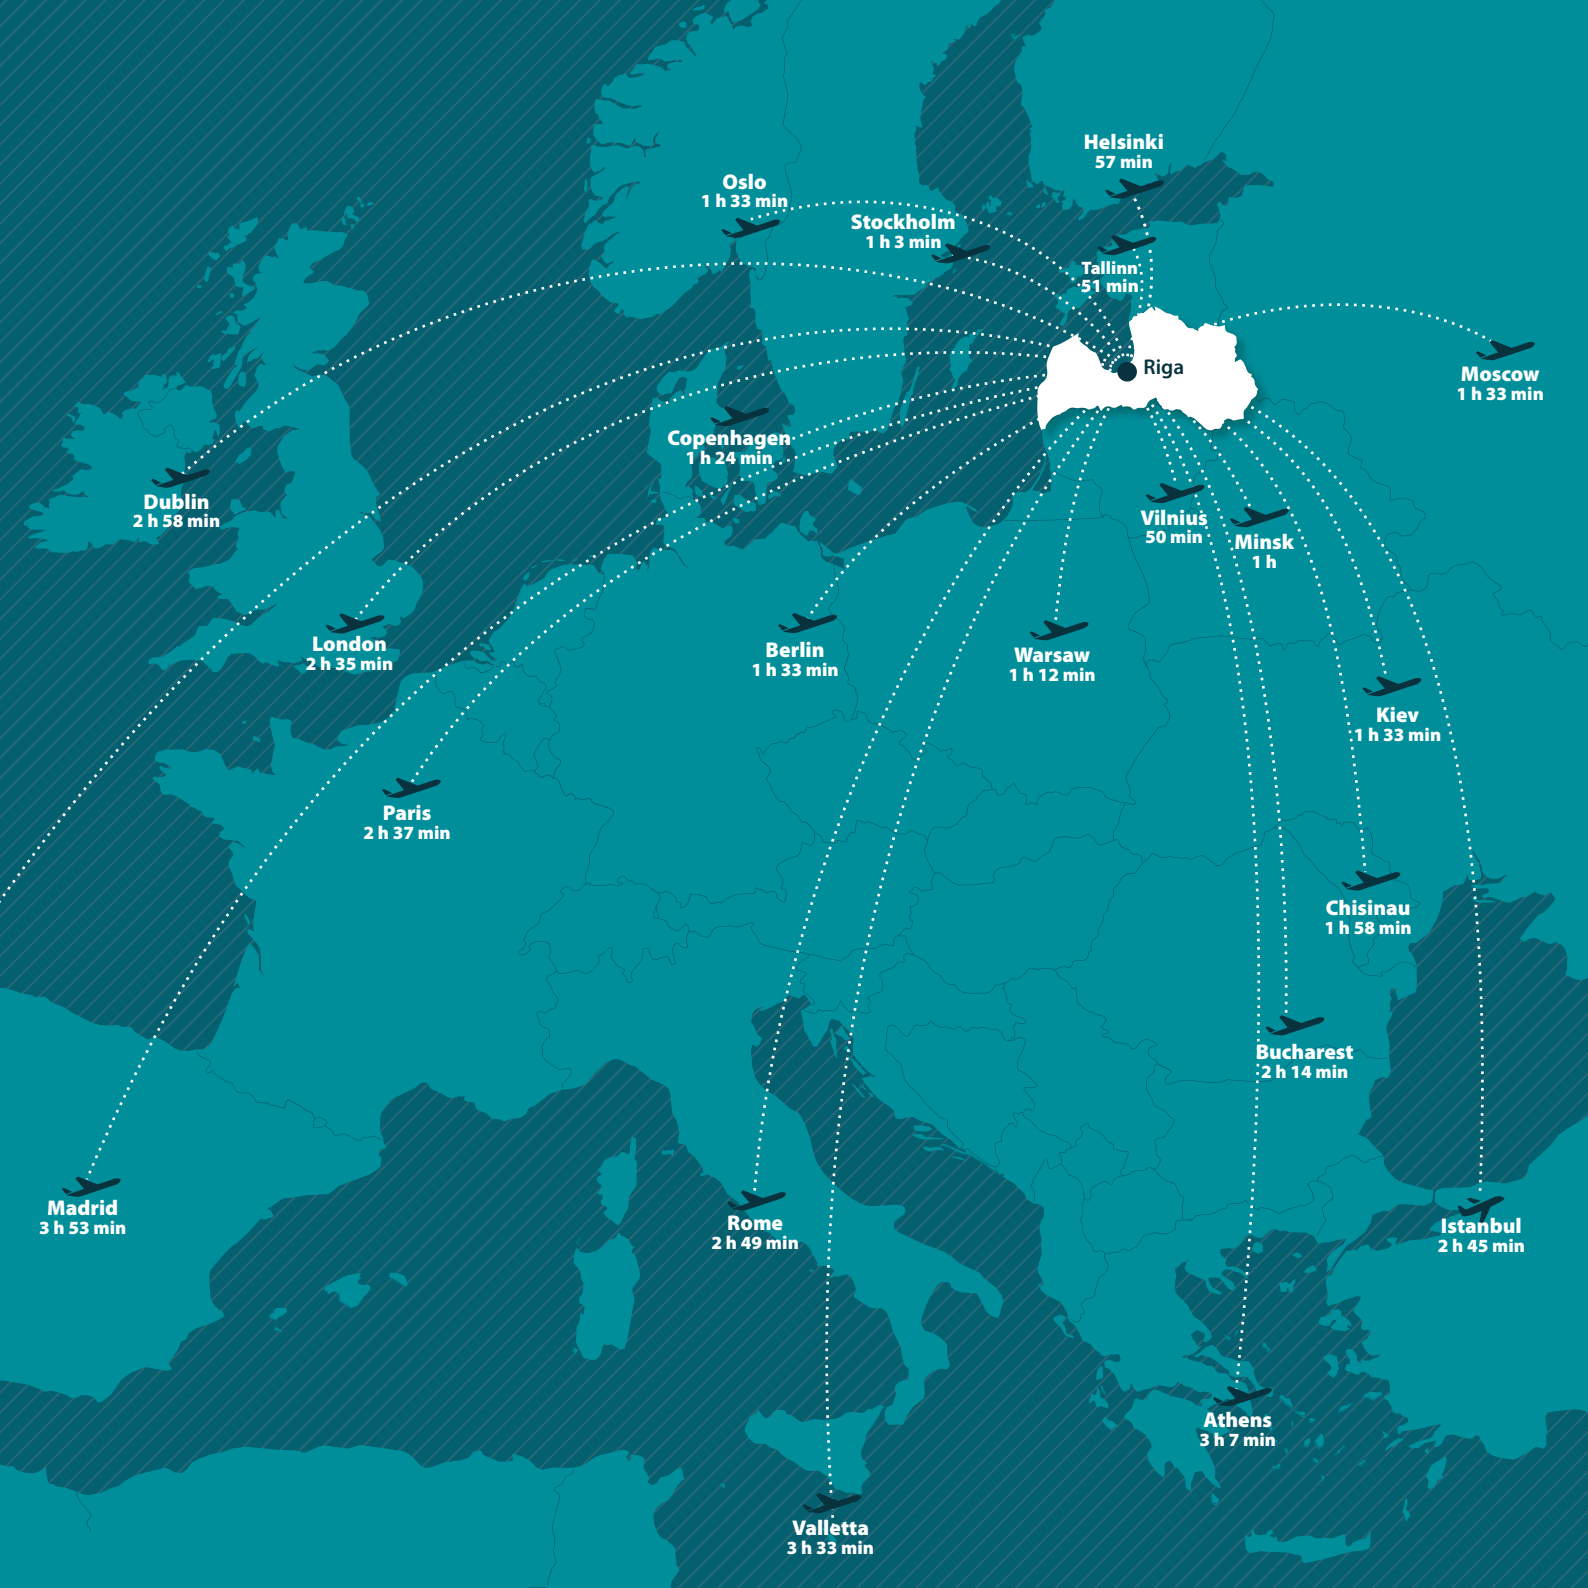 Helsinki
57 min
Oslo
1 h 33 min
Stockholm
1 h 3 min
Tallinn
51 min
Riga
Moscow
1 h 33 min
Copenhagen
1 h 24 min
Dublin
2 h 58 min
Vilnius
50 min
Minsk
1 h
London
2 h 35 min
Berlin
1 h 33 min
Warsaw
1 h 12 min
Kiev
1 h 33 min
Paris
2 h 37 min
Chisinau
1 h 58 min
Bucharest
2 h 14 min
Madrid
3 h 53 min
Rome
2 h 49 min
Istanbul
2 h 45 min
Athens
3 h 7 min
Valletta
3 h 33 min